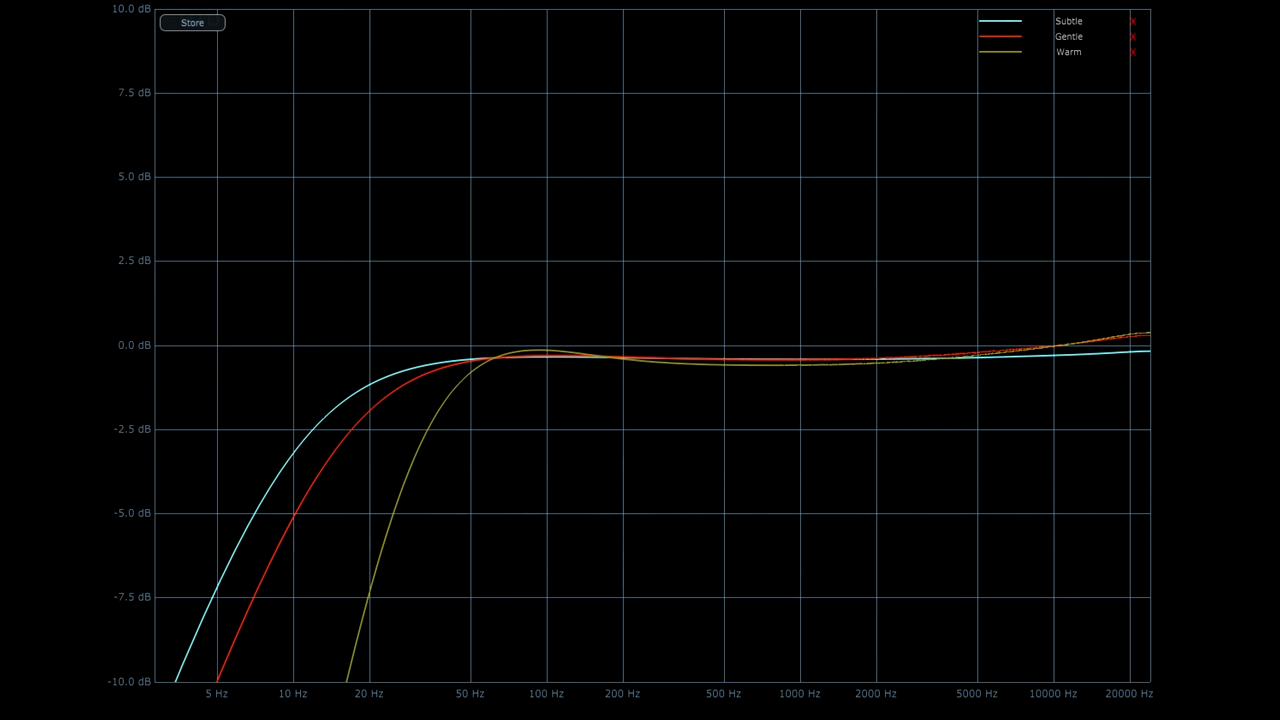 10.0 dB
Store
Subtle X
Gentle X
Warm X
7.5 dB
5.0 dB
2.5 dB
0.0 dB
-2.5 dB
-5.0 dB
-7.5 dB
-10.0 dB
5 Hz 10 Hz 20 Hz 50 Hz 100 Hz 200 Hz 500 Hz 1000 Hz 2000 Hz 5000 Hz 10000 Hz 20000 Hz